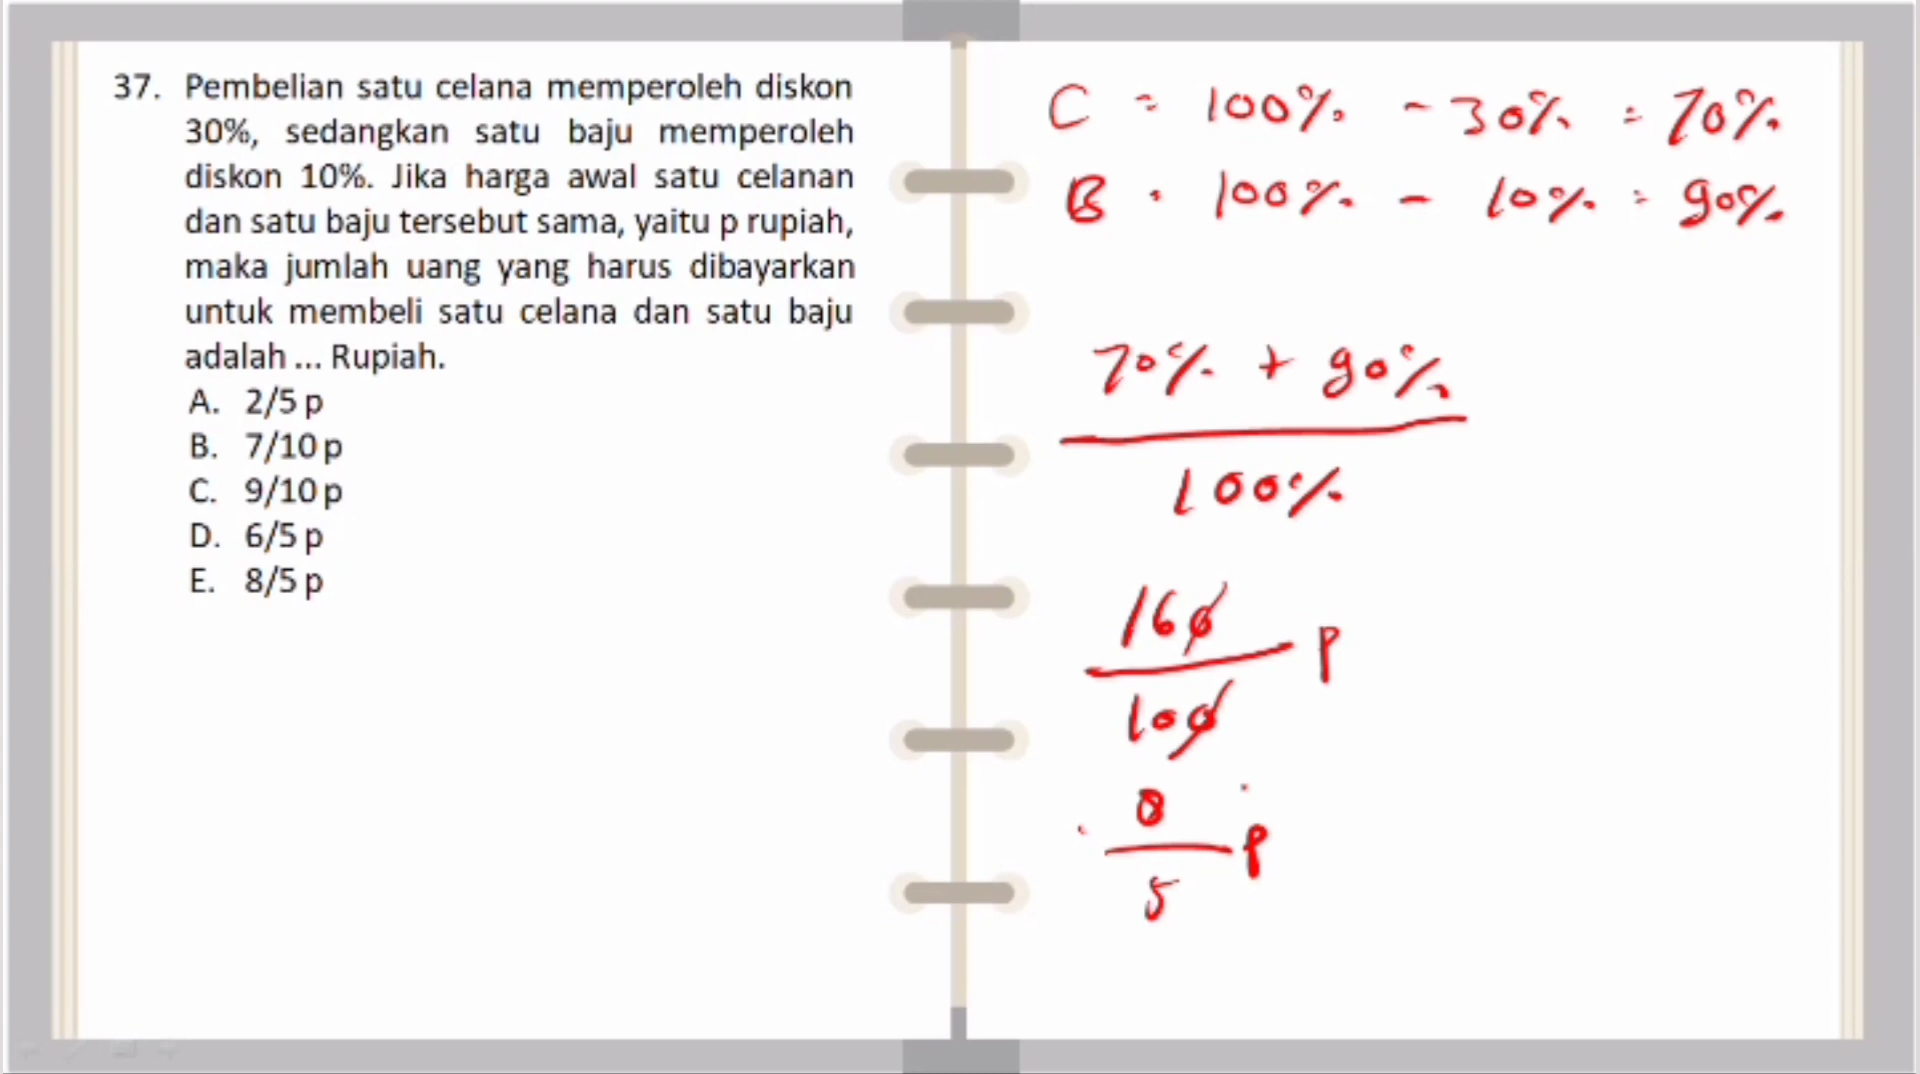 37. Pembelian satu celana memperoleh diskon
30%, sedangkan satu baju memperoleh
diskon 10%. Jika harga awal satu celanan
dan satu baju tersebut sama, yaitu p rupiah,
maka jumlah uang yang harus dibayarkan
untuk membeli satu celana dan satu baju
adalah ... Rupiah.
A. 2/5 p
B. 7/10 p
C. 9/10 p
D. 6/5 p
E. 8/5 p
C = 100% - 30% = 70%
B = 100% - 10% = 90%
70% + 90%
100%
160
100
p
8
5
p